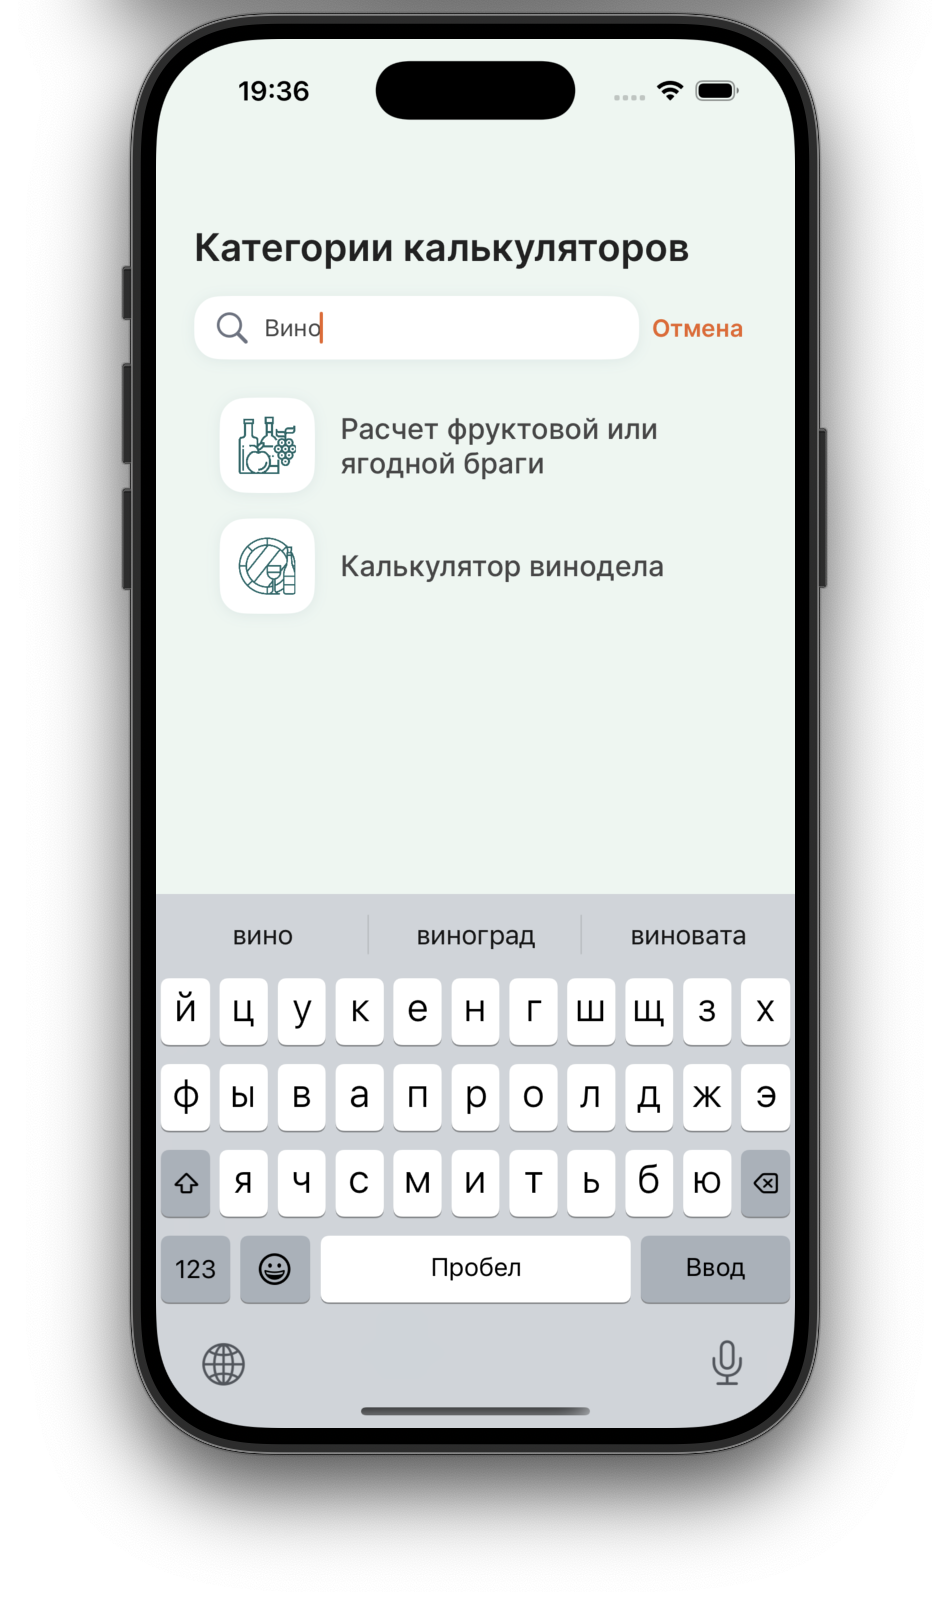 19:36
Категории калькуляторов
Вино
Отмена
Расчет фруктовой или
ягодной браги
Калькулятор винодела
вино виноград виновата
й ц у к е н г ш щ з х
ф ы в а п р о л д ж э
я ч с м и т ь б ю
123 Пробел Ввод